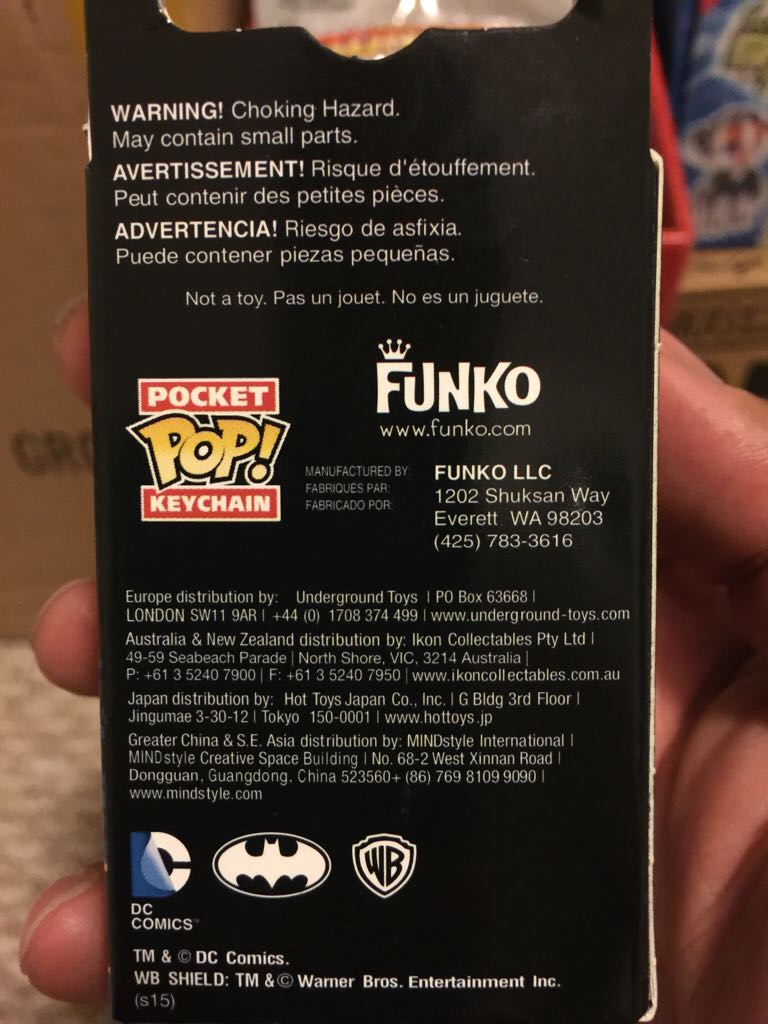 WARNING! Choking Hazard.
May contain small parts.
AVERTISSEMENT! Risque d'étouffement.
Peut contenir des petites pièces.
ADVERTENCIA! Riesgo de asfixia.
Puede contener piezas pequeñas.
Not a toy. Pas un jouet. No es un juguete.
POCKET
POP!
KEYCHAIN
FUNKO
www.funko.com
MANUFACTURED BY:
FABRIQUÉS PAR:
FABRICADO POR:
FUNKO LLC
1202 Shuksan Way
Everett WA 98203
(425) 783-3616
Europe distribution by: Underground Toys | PO Box 63668 |
LONDON SW11 9AR | +44 (0) 1708 374 499 | www.underground-toys.com
Australia & New Zealand distribution by: Ikon Collectables Pty Ltd |
49-59 Seabeach Parade | North Shore, VIC, 3214 Australia |
P: +61 3 5240 7900 | F: +61 3 5240 7950 | www.ikoncollectables.com.au
Japan distribution by: Hot Toys Japan Co., Inc. | G Bldg 3rd Floor |
Jingumae 3-30-12 | Tokyo 150-0001 | www.hottoys.jp
Greater China & S.E. Asia distribution by: MINDstyle International |
MINDstyle Creative Space Building | No. 68-2 West Xinnan Road |
Dongguan, Guangdong, China 523560+ (86) 769 8109 9090 |
www.mindstyle.com
DC
COMICS™
WB
TM & © DC Comics.
WB SHIELD: TM & © Warner Bros. Entertainment Inc.
(s15)